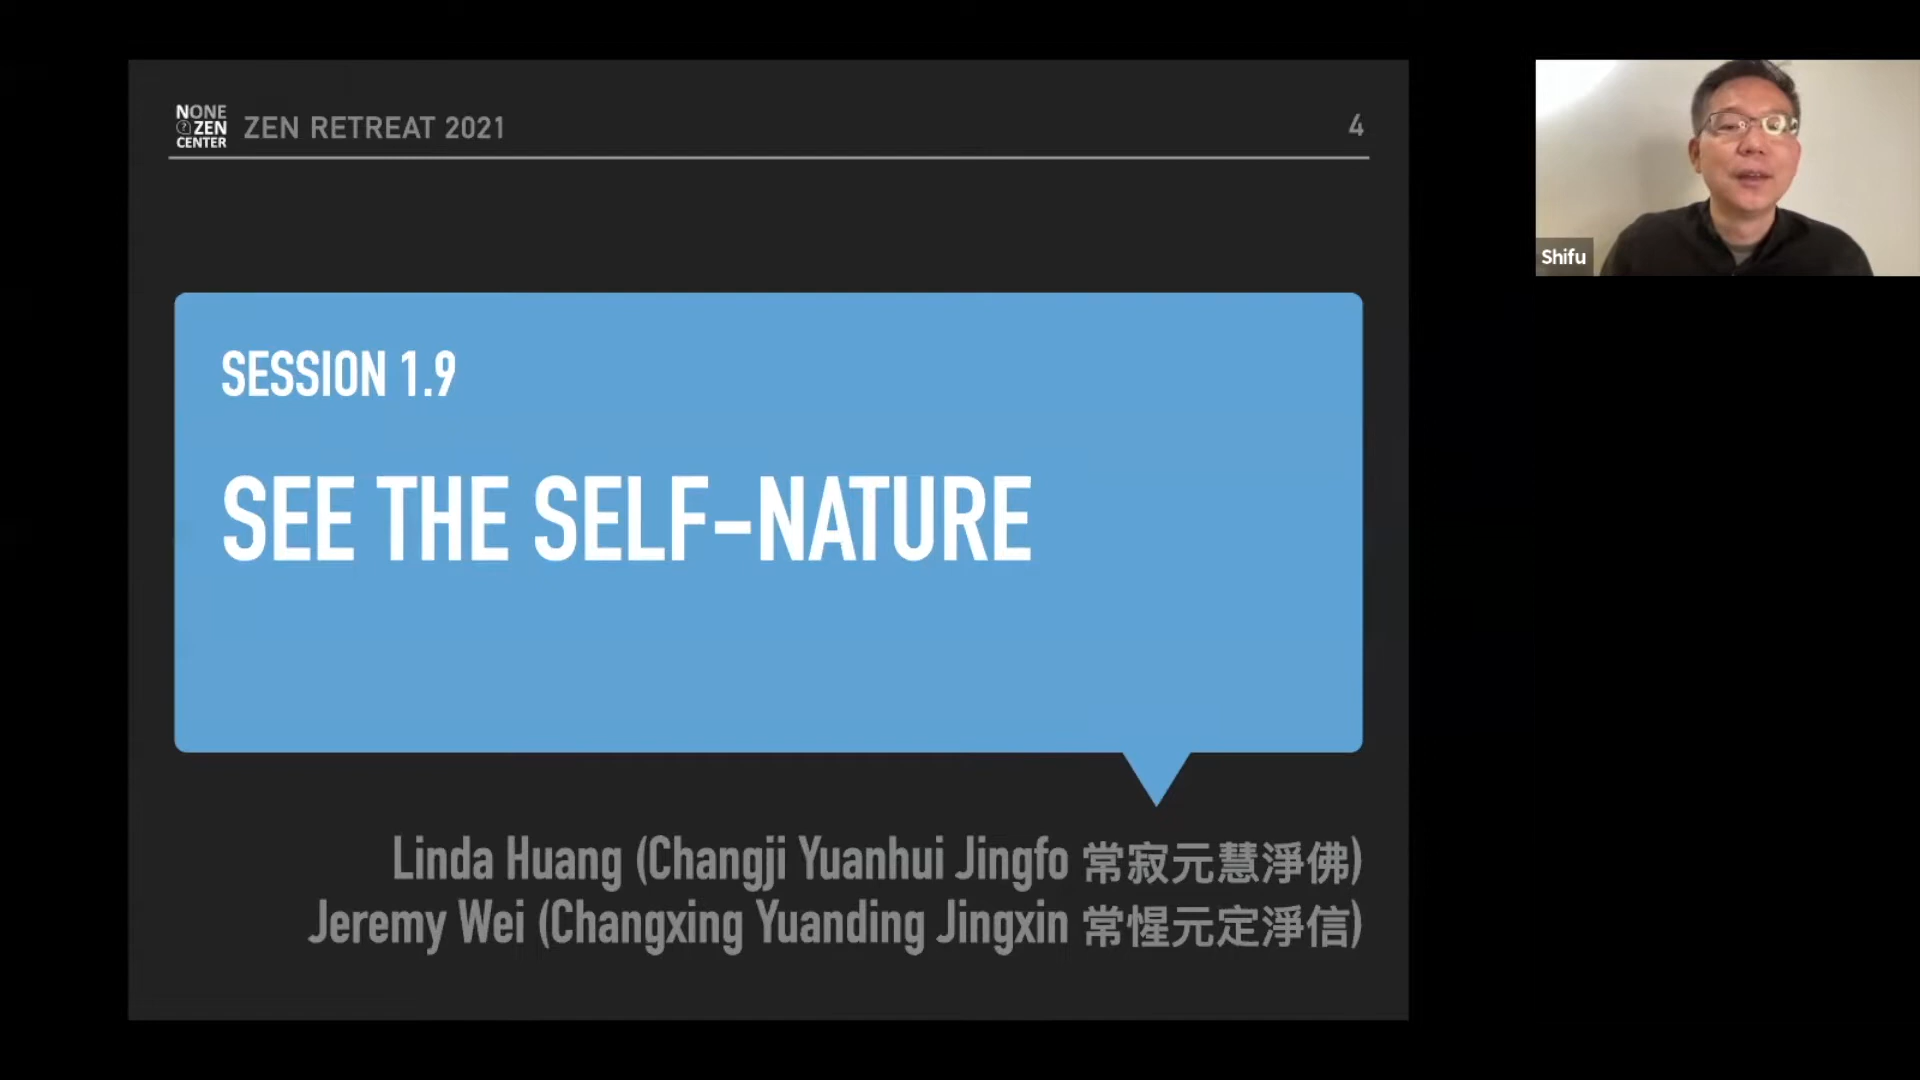 NONE
ZEN
CENTER
ZEN RETREAT 2021
4
SESSION 1.9
SEE THE SELF-NATURE
Linda Huang (Changji Yuanhui Jingfo 常寂元慧淨佛)
Jeremy Wei (Changxing Yuanding Jingxin 常惺元定淨信)
Shifu